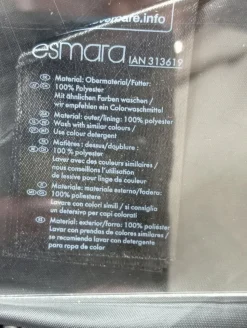 care.info
esmara IAN 313619
Material: Obermaterial/Futter:
100% Polyester
Mit ähnlichen Farben waschen /
wir empfehlen ein Colorwaschmittel
Material: outer/lining: 100% polyester
Wash with similar colours /
Use colour detergent
Matières : dessus/doublure :
100 % polyester
Laver avec des couleurs similaires /
nous conseillons l'utilisation
de lessive pour linge de couleur
Materiale: materiale esterno/fodera:
100% poliestere
Lavare con colori simili / si consiglia
un detersivo per capi colorati
Material: exterior/forro: 100% poliéster
Lavar con prendas de colores similares /
se recomienda lavar con detergente
para ropa de color